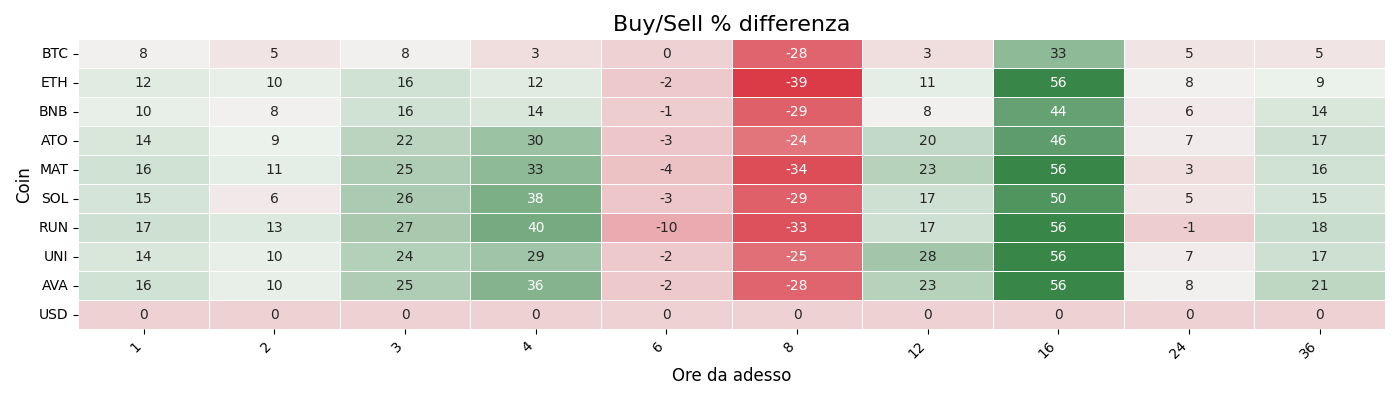 Buy/Sell % differenza
Coin
BTC 8 5 8 3 0 -28 3 33 5 5
ETH 12 10 16 12 -2 -39 11 56 8 9
BNB 10 8 16 14 -1 -29 8 44 6 14
ATO 14 9 22 30 -3 -24 20 46 7 17
MAT 16 11 25 33 -4 -34 23 56 3 16
SOL 15 6 26 38 -3 -29 17 50 5 15
RUN 17 13 27 40 -10 -33 17 56 -1 18
UNI 14 10 24 29 -2 -25 28 56 7 17
AVA 16 10 25 36 -2 -28 23 56 8 21
USD 0 0 0 0 0 0 0 0 0 0
1 2 3 4 6 8 12 16 24 36
Ore da adesso